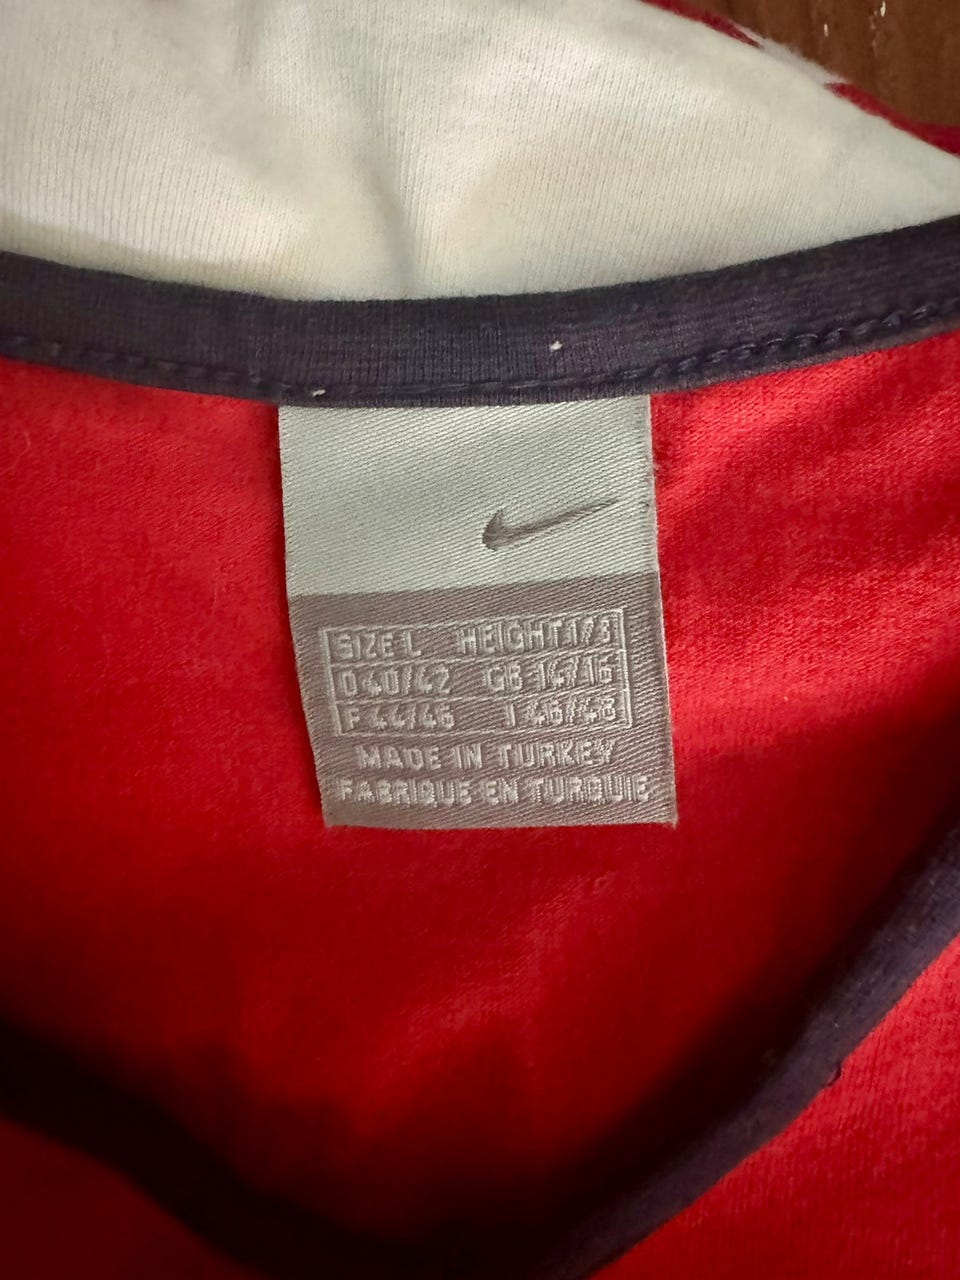 SIZE L HEIGHT 173
D 40/42 GB 14/16
F 44/46 I 46/48
MADE IN TURKEY
FABRIQUE EN TURQUIE